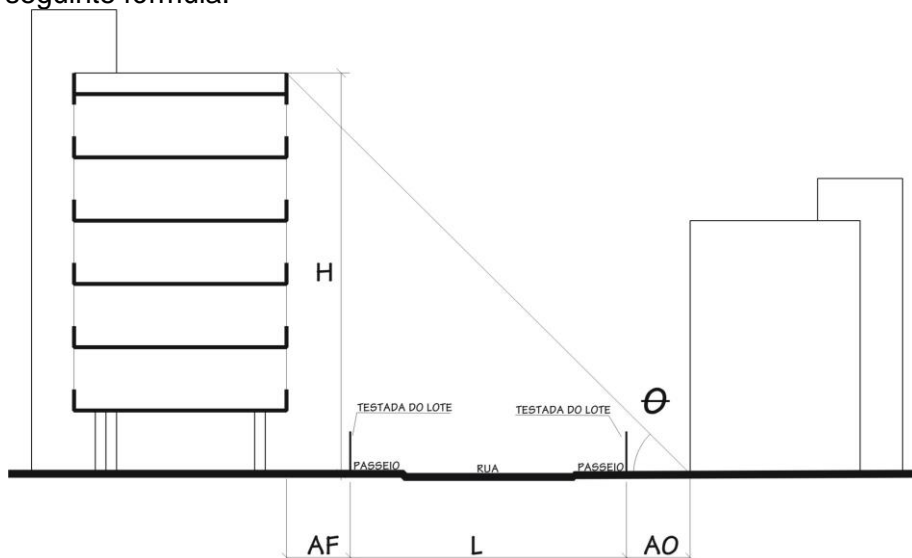 seguinte fórmula:
H
Θ
TESTADA DO LOTE
TESTADA DO LOTE
PASSEIO
RUA
PASSEIO
AF
L
AO